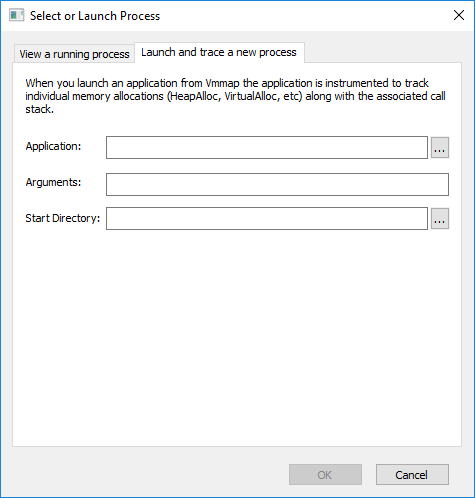 Select or Launch Process
View a running process
Launch and trace a new process
When you launch an application from Vmmap the application is instrumented to track
individual memory allocations (HeapAlloc, VirtualAlloc, etc) along with the associated call
stack.
Application:
...
Arguments:
Start Directory:
...
OK
Cancel